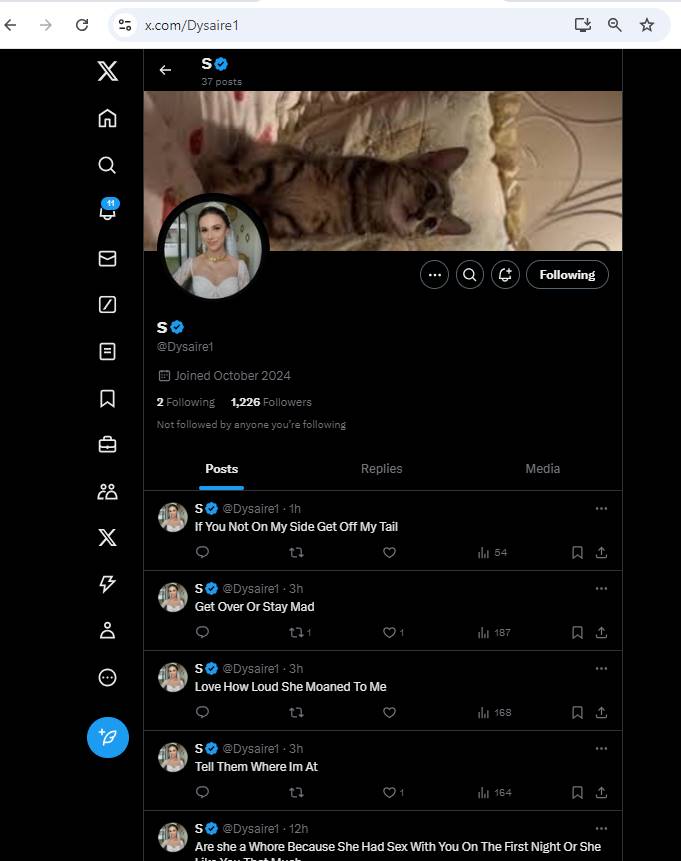 x.com/Dysaire1
S
37 posts
11
Following
S
@Dysaire1
Joined October 2024
2 Following 1,226 Followers
Not followed by anyone you're following
Posts Replies Media
S @Dysaire1 · 1h
If You Not On My Side Get Off My Tail
54
S @Dysaire1 · 3h
Get Over Or Stay Mad
1 1 187
S @Dysaire1 · 3h
Love How Loud She Moaned To Me
168
S @Dysaire1 · 3h
Tell Them Where Im At
1 164
S @Dysaire1 · 12h
Are she a Whore Because She Had Sex With You On The First Night Or She
Like You That Much